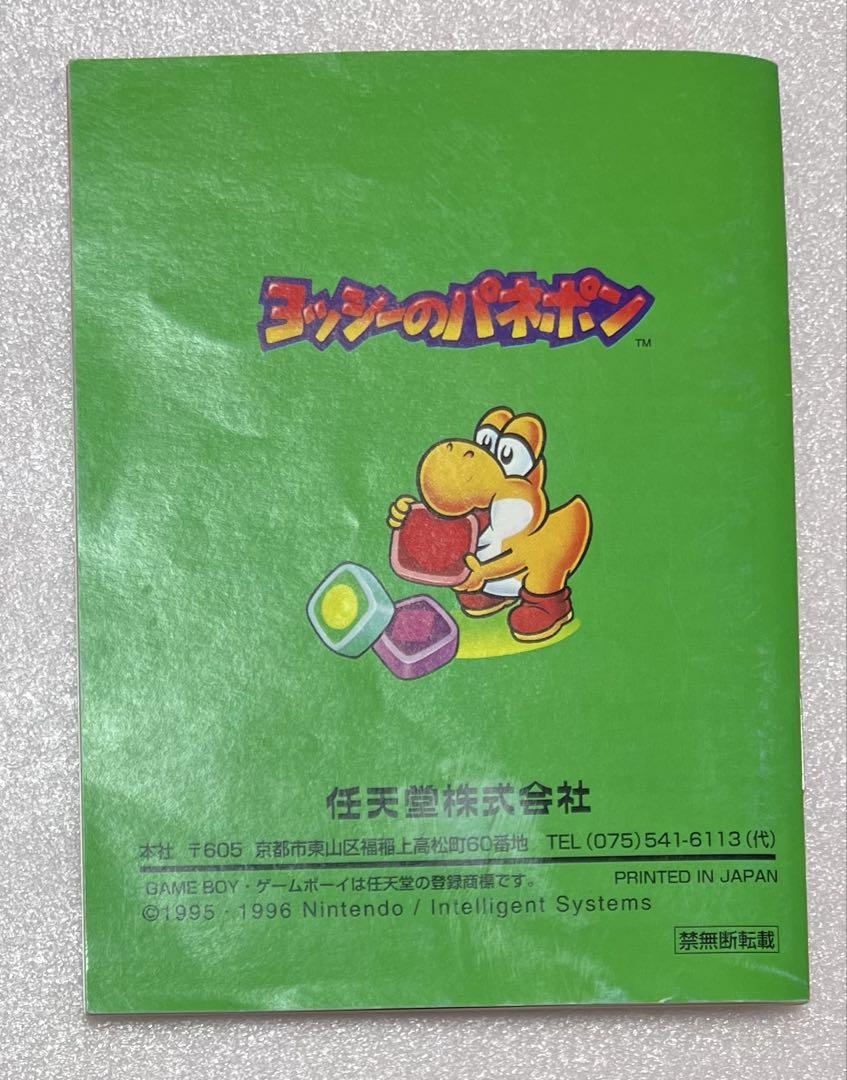 ヨッシーのパネポン
TM
任天堂株式会社
本社 〒605 京都市東山区福稲上高松町60番地 TEL(075)541-6113(代)
GAME BOY・ゲームボーイは任天堂の登録商標です。 PRINTED IN JAPAN
©1995・1996 Nintendo / Intelligent Systems
禁無断転載